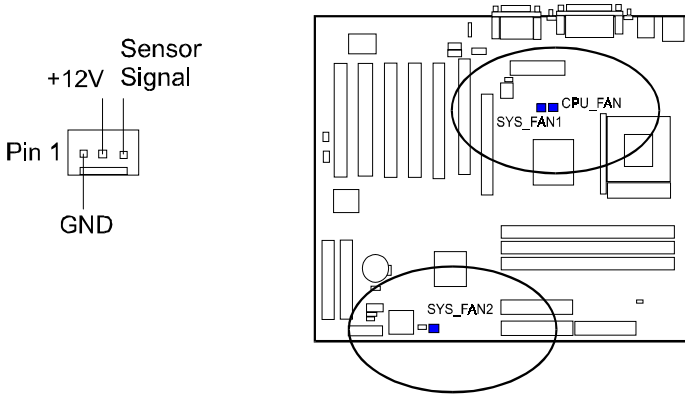 Sensor
+12V Signal
Pin 1
GND
CPU_FAN
SYS_FAN1
SYS_FAN2